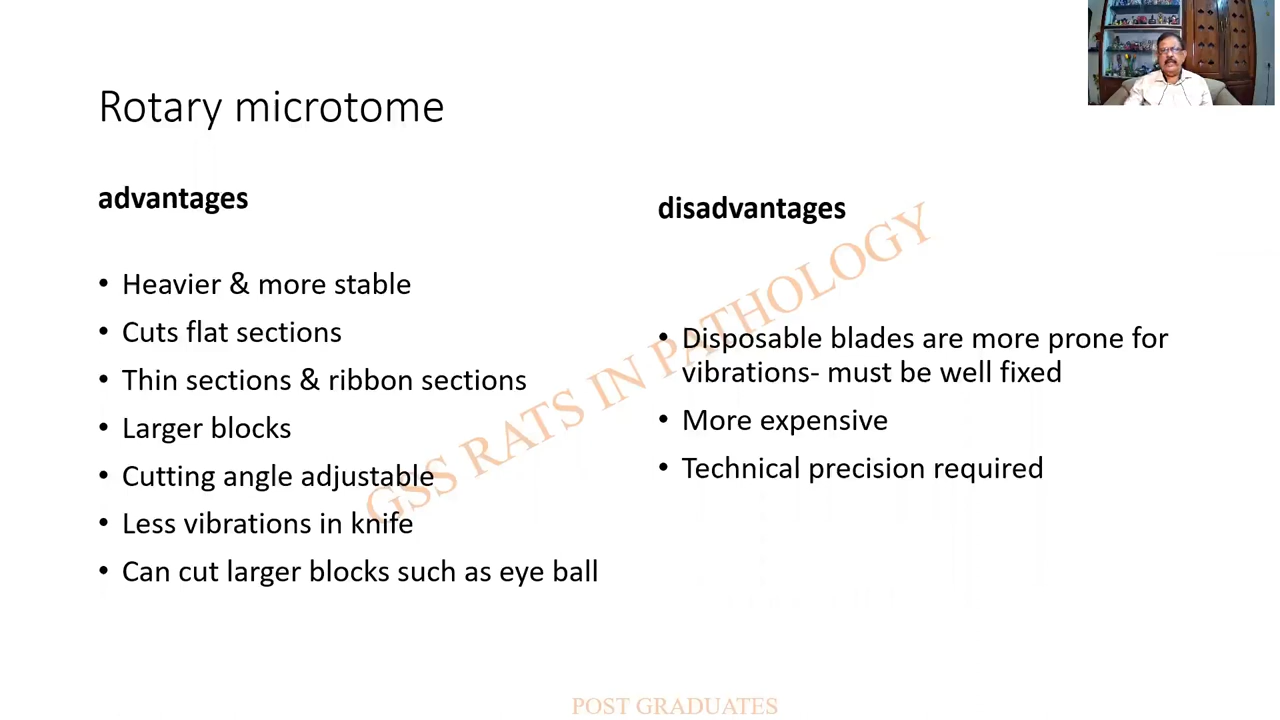 Rotary microtome
advantages
• Heavier & more stable
• Cuts flat sections
• Thin sections & ribbon sections
• Larger blocks
• Cutting angle adjustable
• Less vibrations in knife
• Can cut larger blocks such as eye ball
disadvantages
• Disposable blades are more prone for
vibrations- must be well fixed
• More expensive
• Technical precision required
GSS RATS IN PATHOLOGY
POST GRADUATES